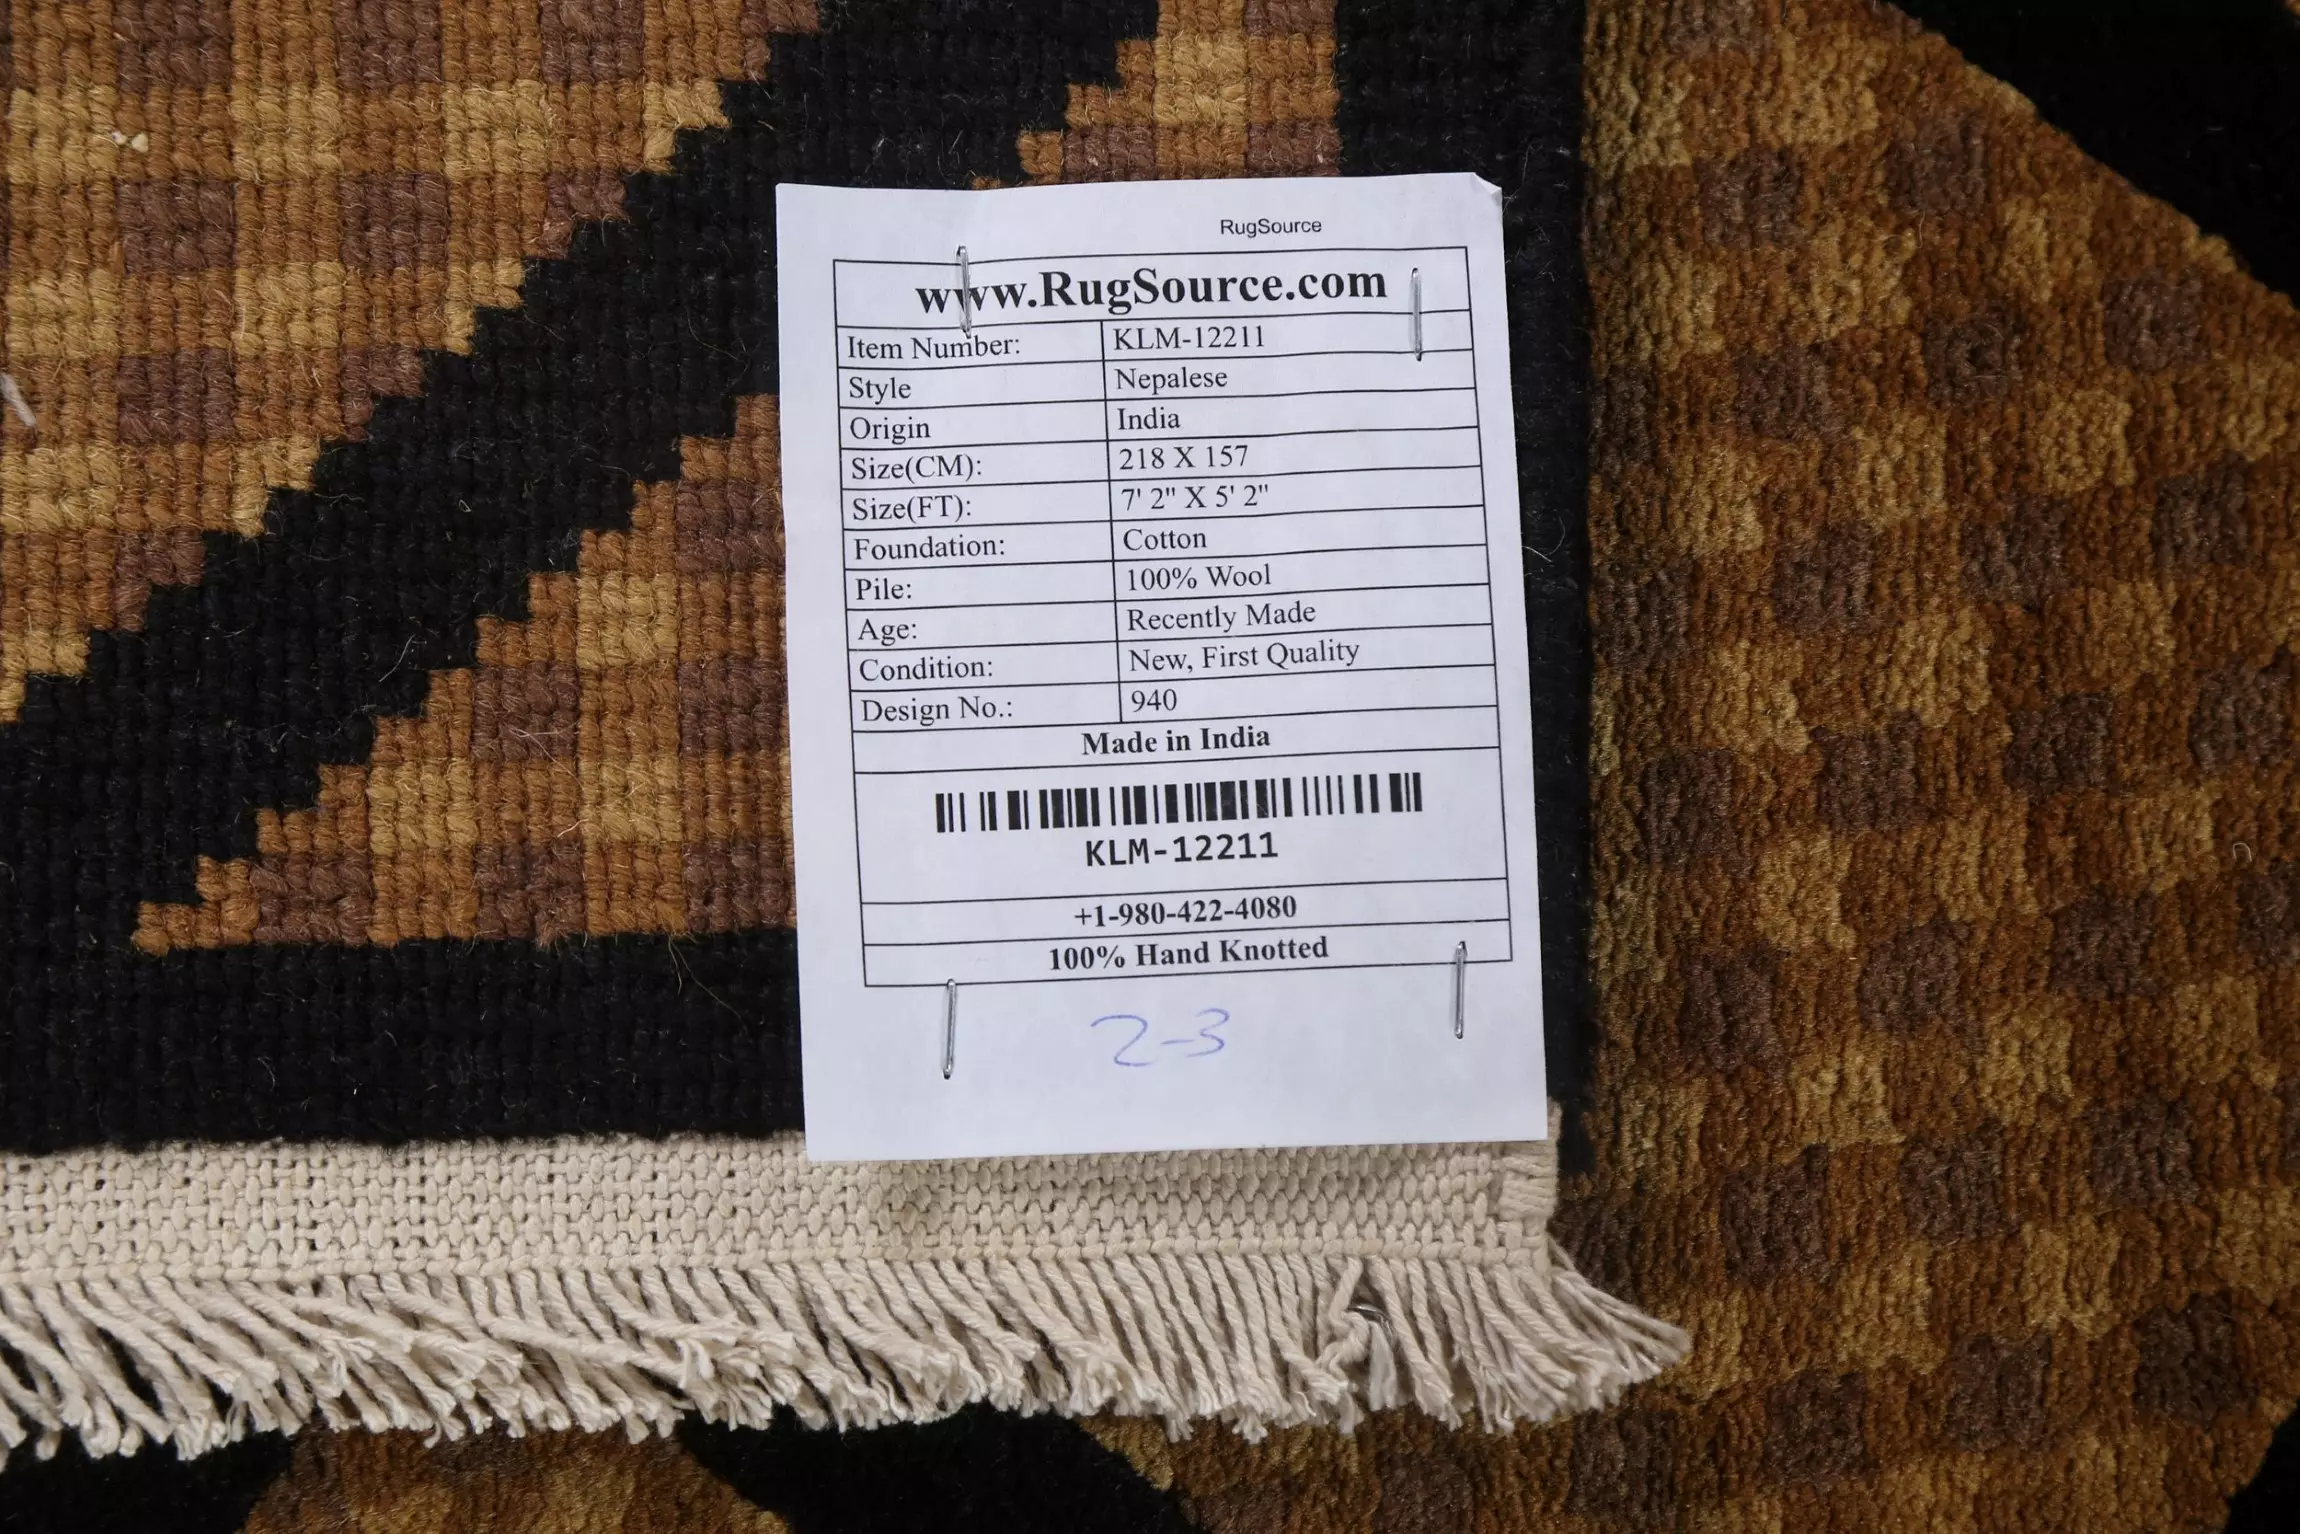 RugSource
www.RugSource.com
Item Number: KLM-12211
Style Nepalese
Origin India
Size(CM): 218 X 157
Size(FT): 7' 2" X 5' 2"
Foundation: Cotton
Pile: 100% Wool
Age: Recently Made
Condition: New, First Quality
Design No.: 940
Made in India
KLM-12211
+1-980-422-4080
100% Hand Knotted
2-3